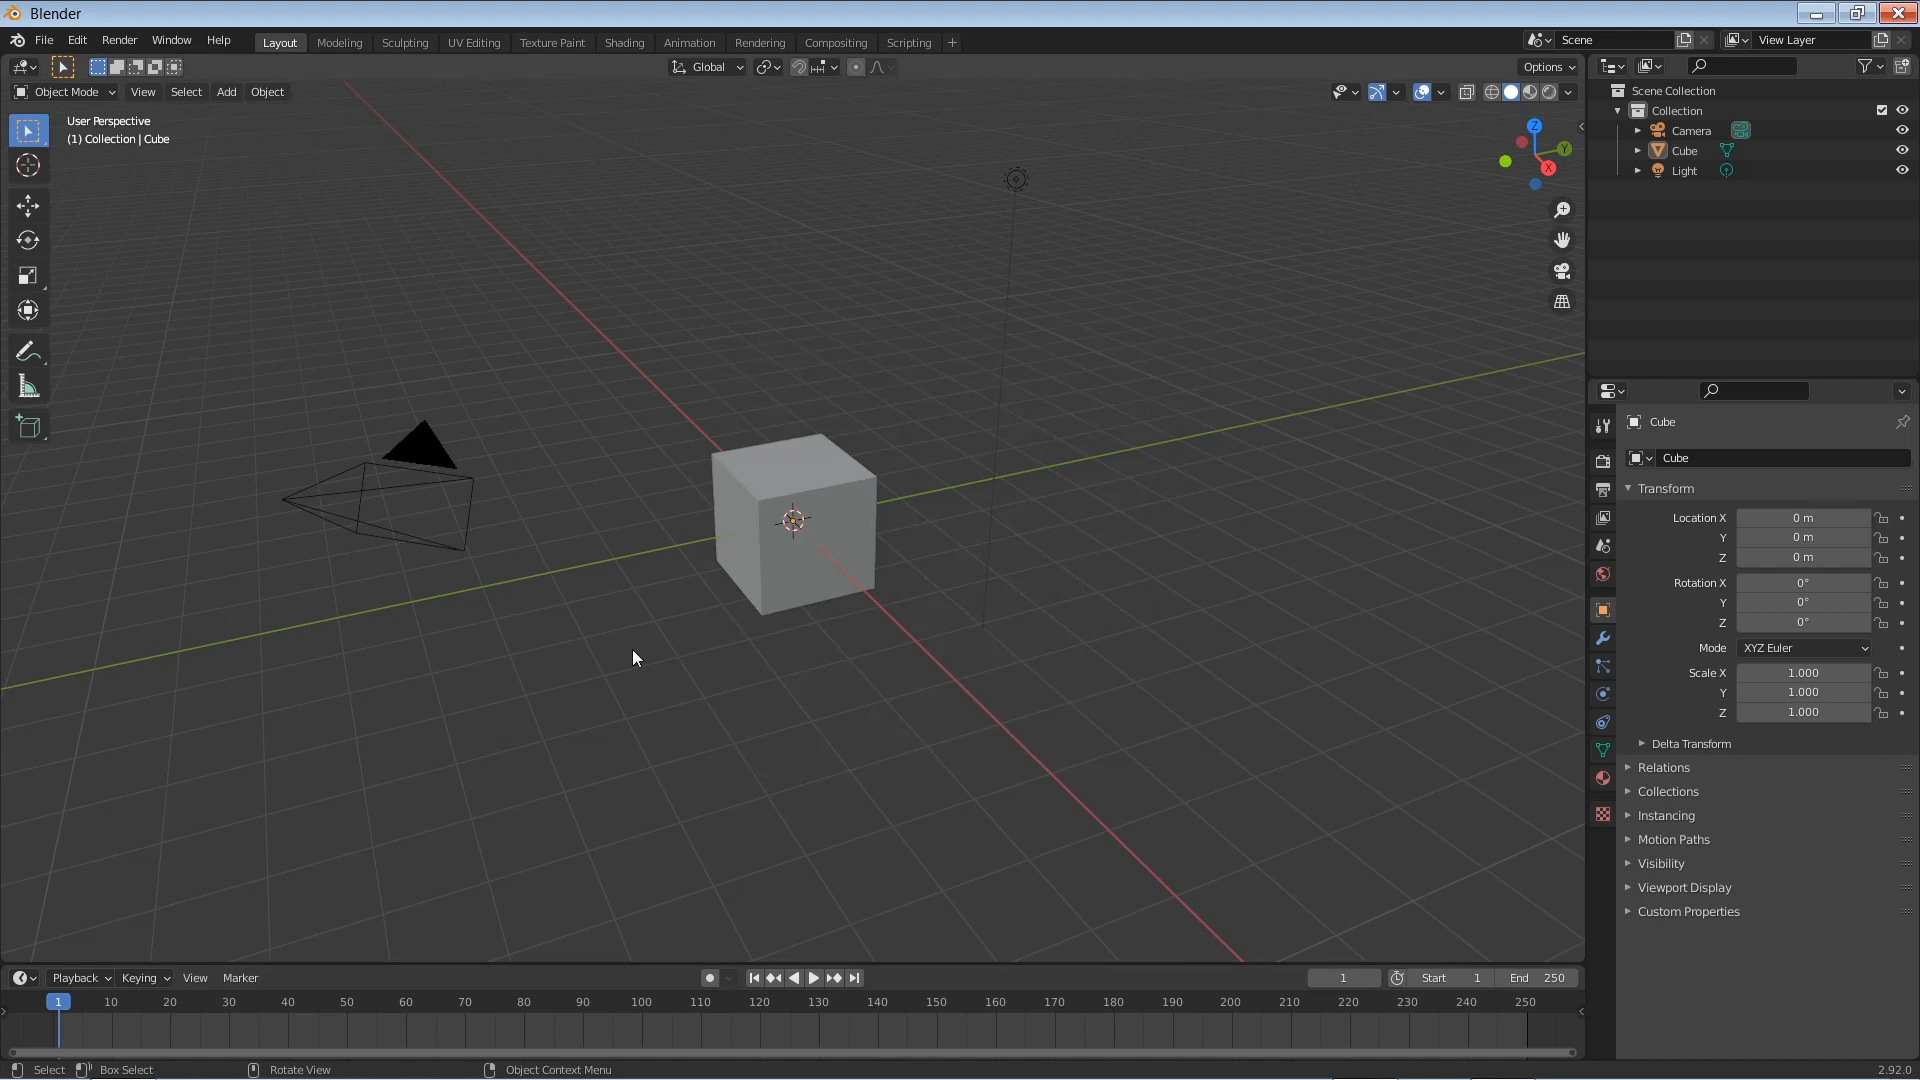 Blender
File Edit Render Window Help Layout Modeling Sculpting UV Editing Texture Paint Shading Animation Rendering Compositing Scripting + Scene View Layer
Global Options
Object Mode View Select Add Object
User Perspective
(1) Collection | Cube
Z
Y
X
Scene Collection
Collection
Camera
Cube
Light
Cube
Cube
Transform
Location X 0 m
Y 0 m
Z 0 m
Rotation X 0°
Y 0°
Z 0°
Mode XYZ Euler
Scale X 1.000
Y 1.000
Z 1.000
Delta Transform
Relations
Collections
Instancing
Motion Paths
Visibility
Viewport Display
Custom Properties
Playback Keying View Marker 1 Start 1 End 250
1 10 20 30 40 50 60 70 80 90 100 110 120 130 140 150 160 170 180 190 200 210 220 230 240 250
Select Box Select Rotate View Object Context Menu 2.92.0